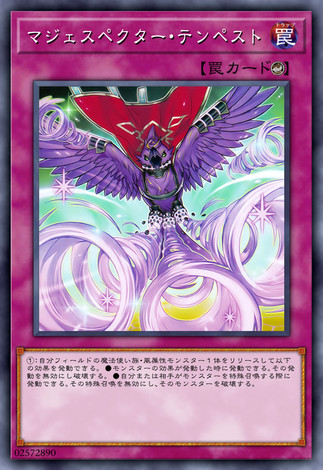 マジェスペクター・テンペスト
トラップ
罠
【罠カード】
①:自分フィールドの魔法使い族・風属性モンスター1体をリリースして以下
の効果を発動できる。●モンスターの効果が発動した時に発動できる。その発
動を無効にし破壊する。●自分または相手がモンスターを特殊召喚する際に
発動できる。その特殊召喚を無効にし、そのモンスターを破壊する。
02572890